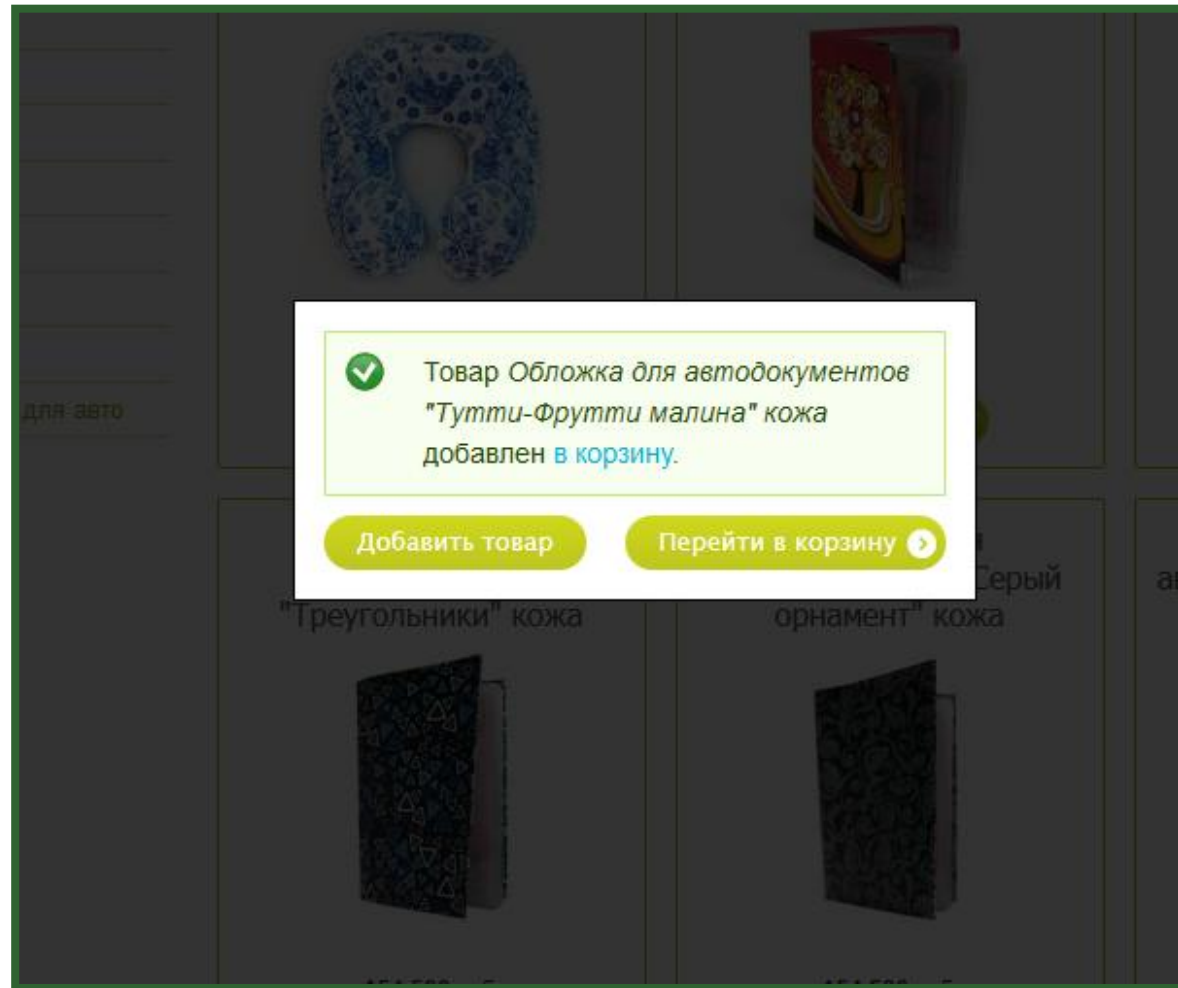 Товар Обложка для автодокументов
"Тутти-Фрутти малина" кожа
добавлен в корзину.
Добавить товар
Перейти в корзину
для авто
"Треугольники" кожа
Серый
орнамент" кожа